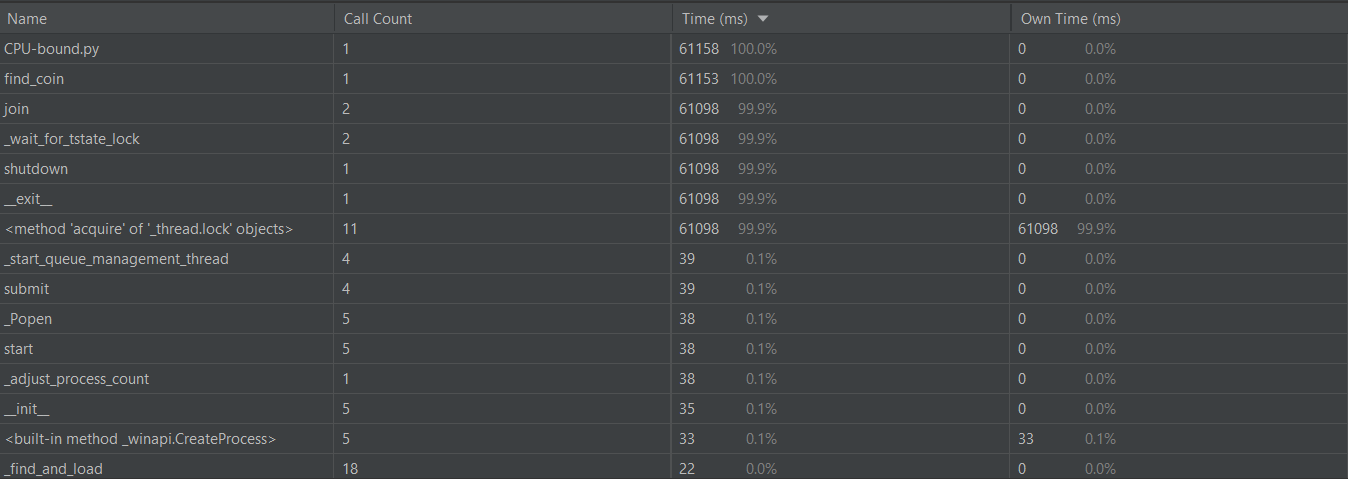 Name Call Count Time (ms) Own Time (ms)
CPU-bound.py 1 61158 100.0% 0 0.0%
find_coin 1 61153 100.0% 0 0.0%
join 2 61098 99.9% 0 0.0%
_wait_for_tstate_lock 2 61098 99.9% 0 0.0%
shutdown 1 61098 99.9% 0 0.0%
__exit__ 1 61098 99.9% 0 0.0%
<method 'acquire' of '_thread.lock' objects> 11 61098 99.9% 61098 99.9%
_start_queue_management_thread 4 39 0.1% 0 0.0%
submit 4 39 0.1% 0 0.0%
_Popen 5 38 0.1% 0 0.0%
start 5 38 0.1% 0 0.0%
_adjust_process_count 1 38 0.1% 0 0.0%
__init__ 5 35 0.1% 0 0.0%
<built-in method _winapi.CreateProcess> 5 33 0.1% 33 0.1%
_find_and_load 18 22 0.0% 0 0.0%